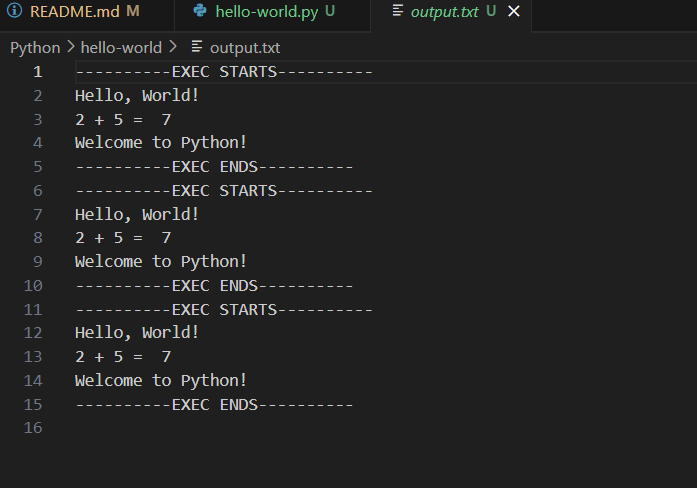 README.md M hello-world.py U output.txt U
Python > hello-world > output.txt
1 ----------EXEC STARTS----------
2 Hello, World!
3 2 + 5 =  7
4 Welcome to Python!
5 ----------EXEC ENDS----------
6 ----------EXEC STARTS----------
7 Hello, World!
8 2 + 5 =  7
9 Welcome to Python!
10 ----------EXEC ENDS----------
11 ----------EXEC STARTS----------
12 Hello, World!
13 2 + 5 =  7
14 Welcome to Python!
15 ----------EXEC ENDS----------
16